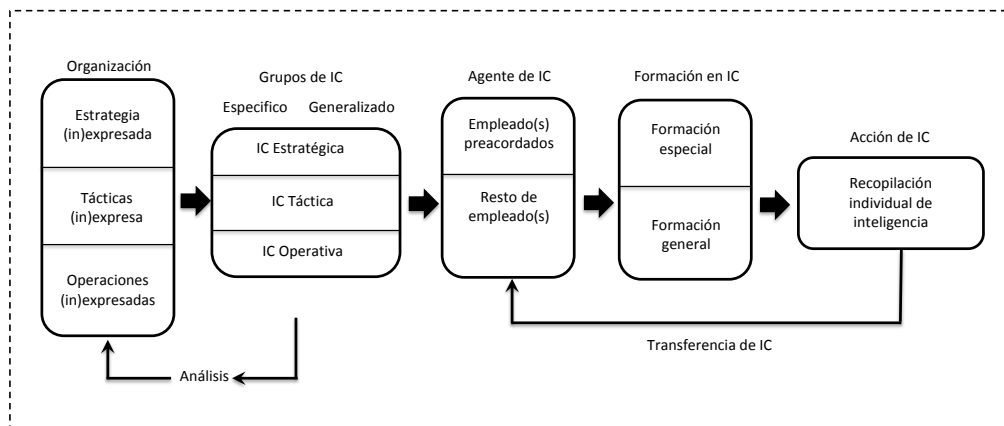 Organización
Estrategia
(in)expresada
Tácticas
(in)expresa
Operaciones
(in)expresadas
Grupos de IC
Especifico Generalizado
IC Estratégica
IC Táctica
IC Operativa
Agente de IC
Empleado(s)
preacordados
Resto de
empleado(s)
Formación en IC
Formación
especial
Formación
general
Acción de IC
Recopilación
individual de
inteligencia
Transferencia de IC
Análisis